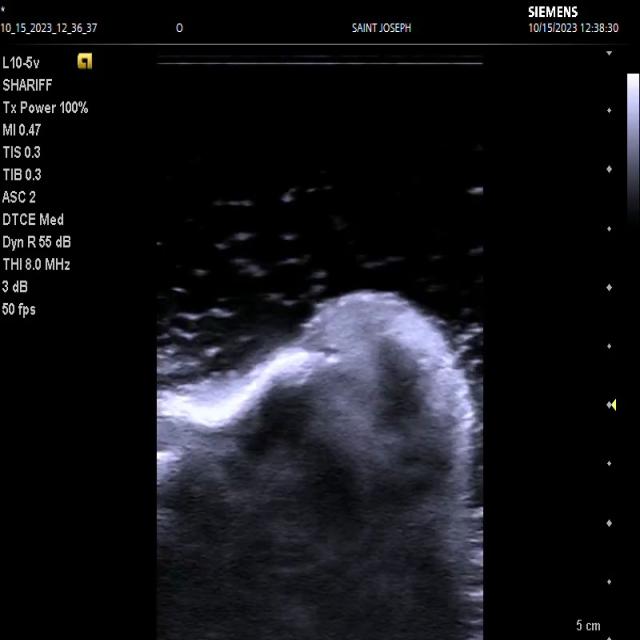 *
SIEMENS
10_15_2023_12_36_37 O SAINT JOSEPH 10/15/2023 12:38:30
L10-5v
SHARIFF
Tx Power 100%
MI 0.47
TIS 0.3
TIB 0.3
ASC 2
DTCE Med
Dyn R 55 dB
THI 8.0 MHz
3 dB
50 fps
5 cm